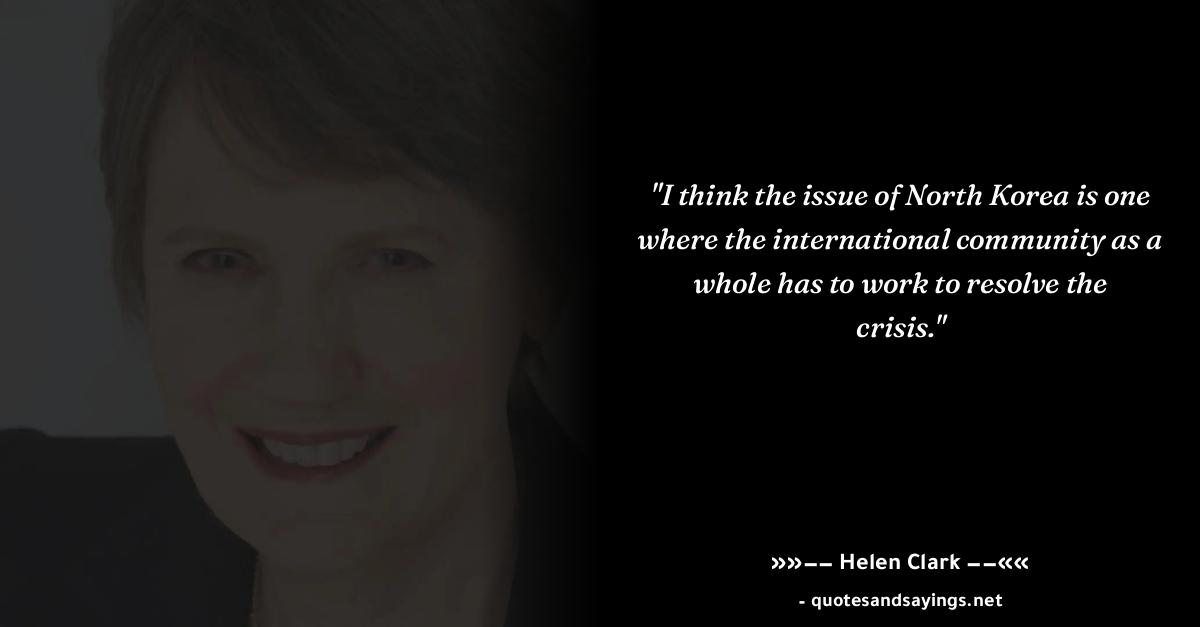 "I think the issue of North Korea is one
where the international community as a
whole has to work to resolve the
crisis."
»»–– Helen Clark ––««
- quotesandsayings.net